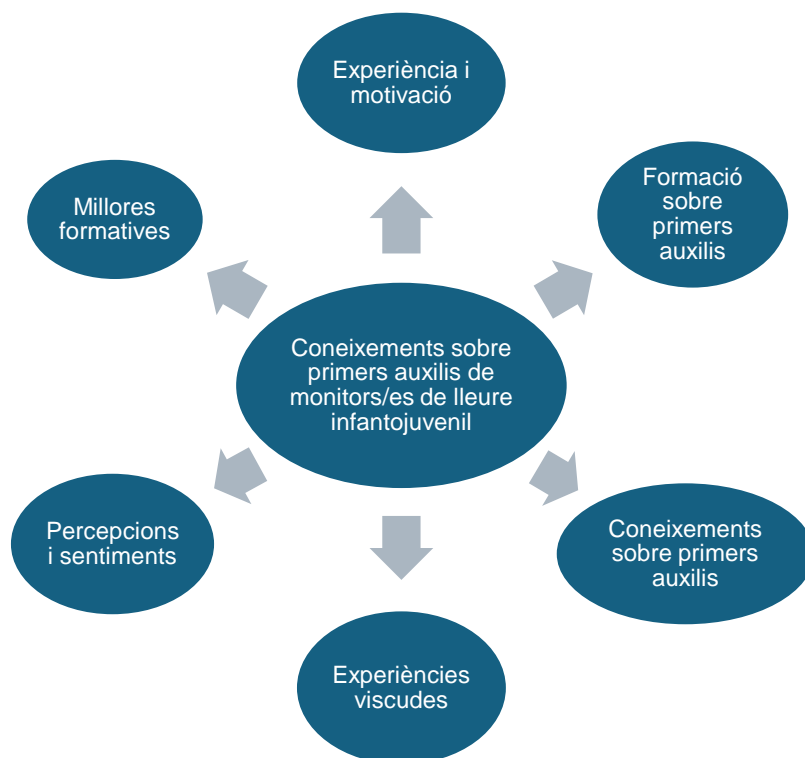 Experiència i
motivació
Formació
sobre
primers
auxilis
Millores
formatives
Coneixements sobre
primers auxilis de
monitors/es de lleure
infantojuvenil
Coneixements
sobre primers
auxilis
Percepcions
i sentiments
Experiències
viscudes